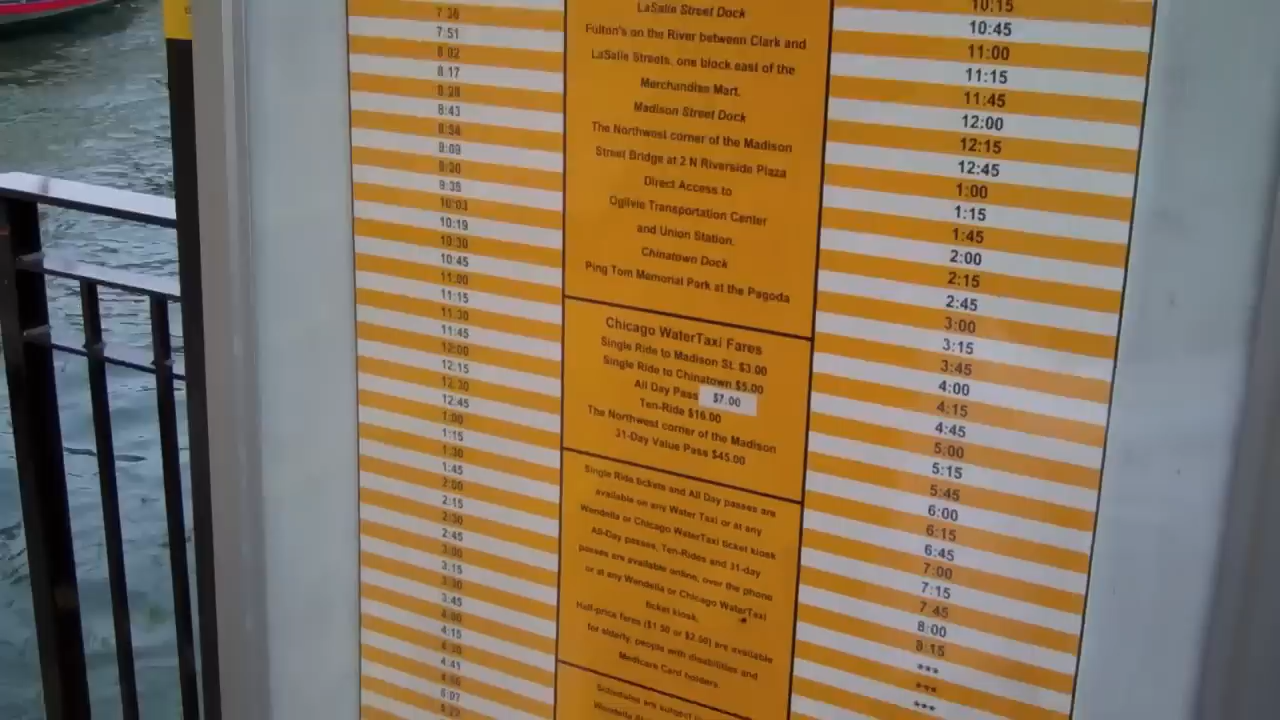 7:36
7:51
8:02
8:17
8:28
8:43
8:54
9:09
9:20
9:35
10:03
10:19
10:30
10:45
11:00
11:15
11:30
11:45
12:00
12:15
12:30
12:45
1:00
1:15
1:30
1:45
2:00
2:15
2:30
2:45
3:00
3:15
3:30
3:45
4:00
4:15
4:30
4:41
LaSalle Street Dock
Fulton's on the River between Clark and
LaSalle Streets, one block east of the
Merchandise Mart.
Madison Street Dock
The Northwest corner of the Madison
Street Bridge at 2 N Riverside Plaza
Direct Access to
Ogilvie Transportation Center
and Union Station.
Chinatown Dock
Ping Tom Memorial Park at the Pagoda
Chicago WaterTaxi Fares
Single Ride to Madison St. $3.00
Single Ride to Chinatown $5.00
All Day Pass $7.00
Ten-Ride $16.00
The Northwest corner of the Madison
31-Day Value Pass $45.00
Single Ride tickets and All Day passes are
available on any Water Taxi or at any
Wendella or Chicago WaterTaxi ticket kiosk
All-Day passes, Ten-Rides and 31-day
passes are available online, over the phone
or at any Wendella or Chicago WaterTaxi
ticket kiosk.
Half-price fares ($1.50 or $2.50) are available
for elderly, people with disabilities and
Medicare Card holders.
Schedules are subject
Wendella
10:15
10:45
11:00
11:15
11:45
12:00
12:15
12:45
1:00
1:15
1:45
2:00
2:15
2:45
3:00
3:15
3:45
4:00
4:15
4:45
5:00
5:15
5:45
6:00
6:15
6:45
7:00
7:15
7:45
8:00
8:15
***
***
***